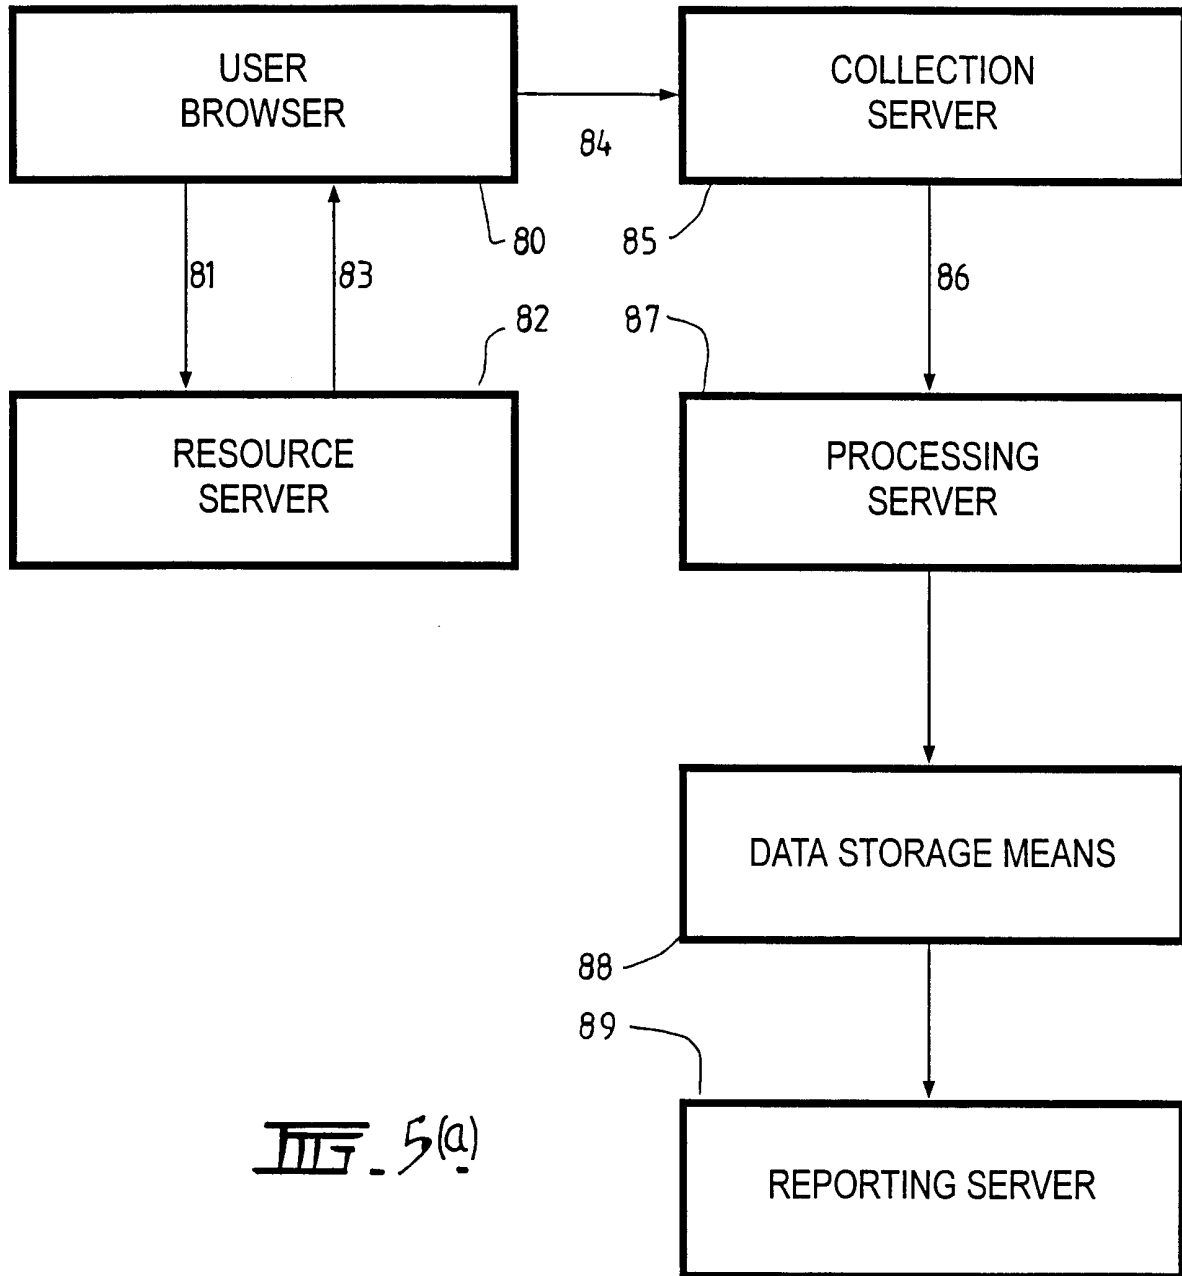 USER
BROWSER
COLLECTION
SERVER
84
80
85
81
83
86
82
87
RESOURCE
SERVER
PROCESSING
SERVER
DATA STORAGE MEANS
88
89
FIG. 5(a)
REPORTING SERVER